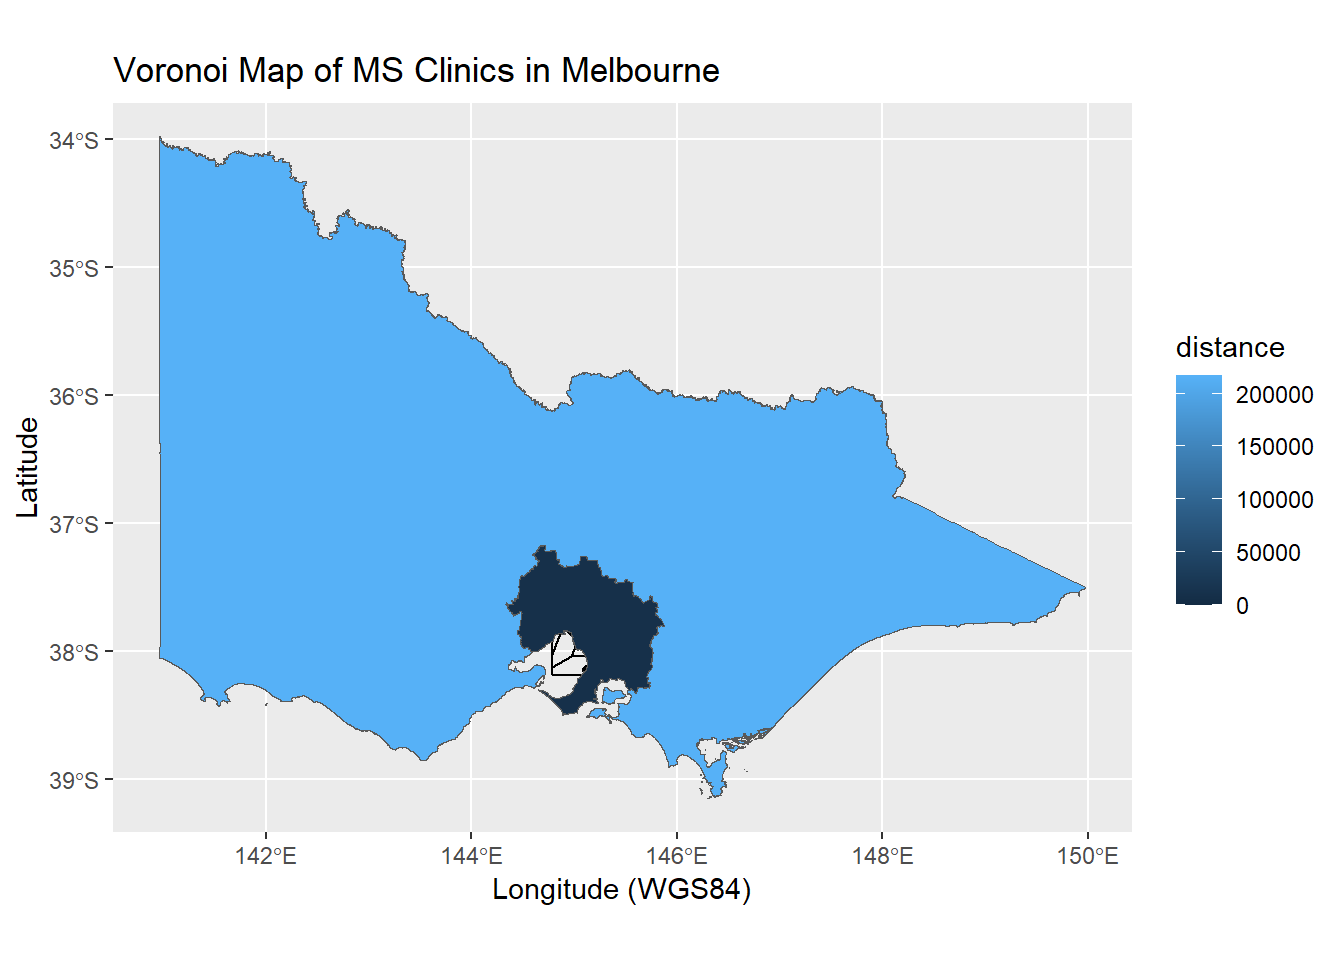 Voronoi Map of MS Clinics in Melbourne
34°S
35°S
36°S
37°S
38°S
39°S
Latitude
142°E
144°E
146°E
148°E
150°E
Longitude (WGS84)
distance
200000
150000
100000
50000
0